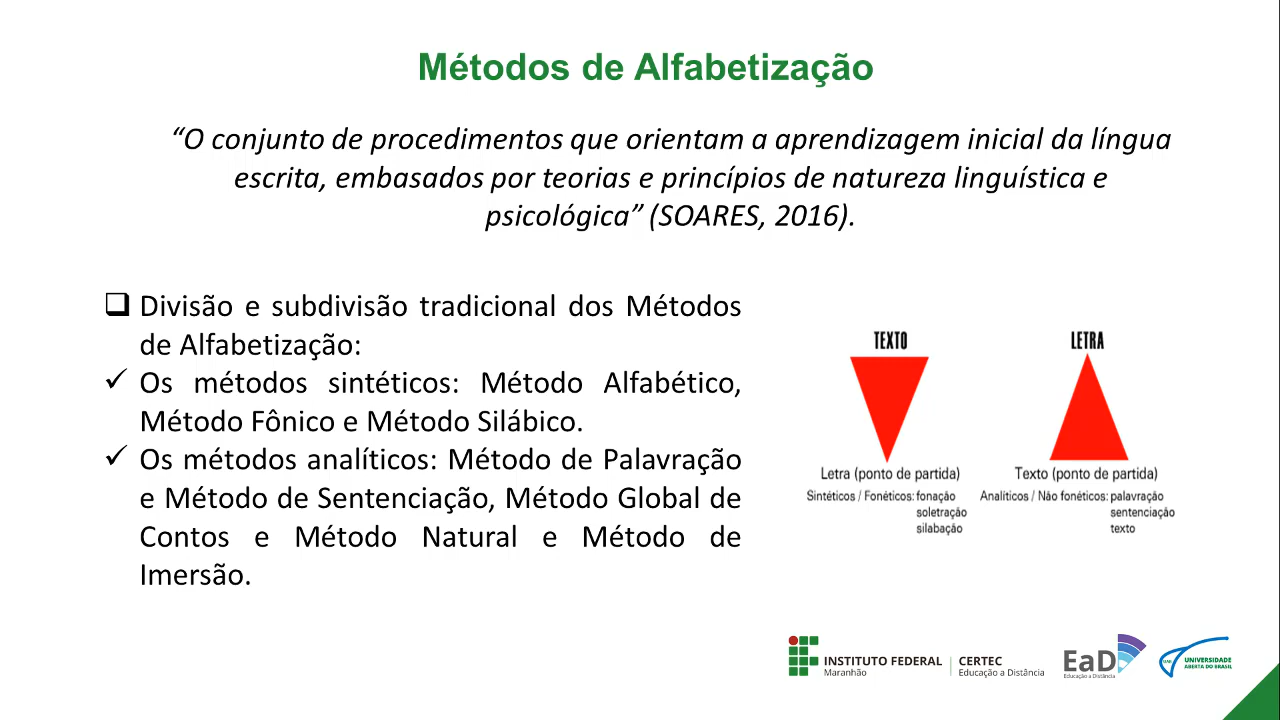 Métodos de Alfabetização
“O conjunto de procedimentos que orientam a aprendizagem inicial da língua
escrita, embasados por teorias e princípios de natureza linguística e
psicológica” (SOARES, 2016).
Divisão e subdivisão tradicional dos Métodos
de Alfabetização:
Os métodos sintéticos: Método Alfabético,
Método Fônico e Método Silábico.
Os métodos analíticos: Método de Palavração
e Método de Sentenciação, Método Global de
Contos e Método Natural e Método de
Imersão.
TEXTO
Letra (ponto de partida)
Sintéticos / Fonéticos: fonação
soletração
silabação
LETRA
Texto (ponto de partida)
Analíticos / Não fonéticos: palavração
sentenciação
texto
INSTITUTO FEDERAL
Maranhão
CERTEC
Educação a Distância
EaD
Educação a Distância
UAB
UNIVERSIDADE
ABERTA DO BRASIL